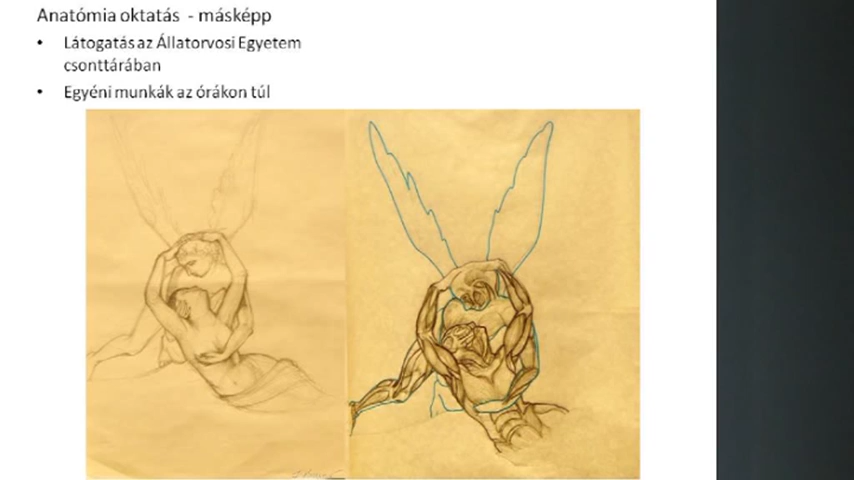 Anatómia oktatás - másképp
• Látogatás az Állatorvosi Egyetem
csonttárában
• Egyéni munkák az órákon túl